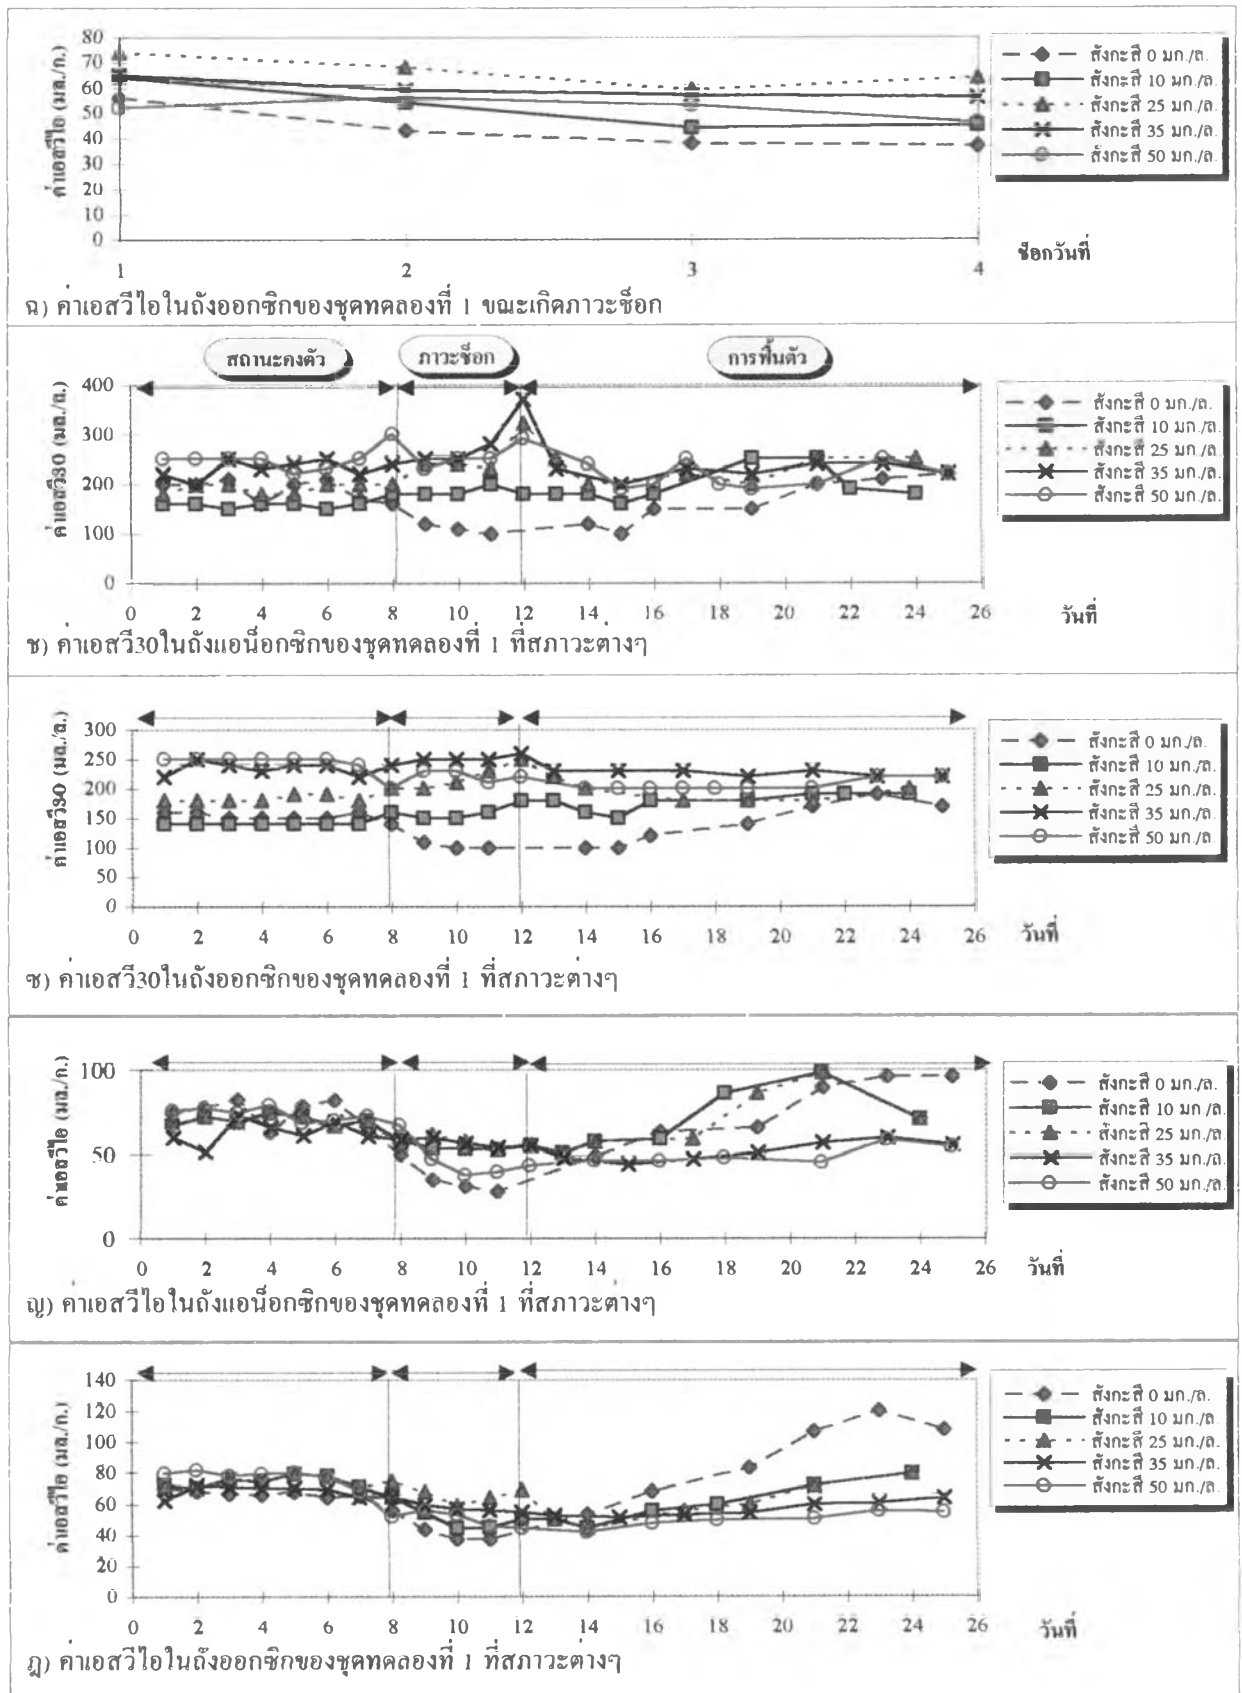 ค่าเอสวีไอ (มล./ก.)
80
70
60
50
40
30
20
10
0
1 2 3 4
ช็อกวันที่
สังกะสี 0 มก./ล.
สังกะสี 10 มก./ล.
สังกะสี 25 มก./ล.
สังกะสี 35 มก./ล.
สังกะสี 50 มก./ล.
ฉ) ค่าเอสวีไอในถังออกซิกของชุดทดลองที่ 1 ขณะเกิดภาวะช็อก
สถานะคงตัว ภาวะช็อก การฟื้นตัว
ค่าเอสวี30 (มล./ล.)
400
300
200
100
0
0 2 4 6 8 10 12 14 16 18 20 22 24 26
วันที่
สังกะสี 0 มก./ล.
สังกะสี 10 มก./ล.
สังกะสี 25 มก./ล.
สังกะสี 35 มก./ล.
สังกะสี 50 มก./ล.
ช) ค่าเอสวี30ในถังแอน็อกซิกของชุดทดลองที่ 1 ที่สภาวะต่างๆ
ค่าเอสวี30 (มล./ล.)
300
250
200
150
100
50
0
0 2 4 6 8 10 12 14 16 18 20 22 24 26
วันที่
สังกะสี 0 มก./ล.
สังกะสี 10 มก./ล.
สังกะสี 25 มก./ล.
สังกะสี 35 มก./ล.
สังกะสี 50 มก./ล.
ซ) ค่าเอสวี30ในถังออกซิกของชุดทดลองที่ 1 ที่สภาวะต่างๆ
ค่าเอสวีไอ (มล./ก.)
100
50
0
0 2 4 6 8 10 12 14 16 18 20 22 24 26
วันที่
สังกะสี 0 มก./ล.
สังกะสี 10 มก./ล.
สังกะสี 25 มก./ล.
สังกะสี 35 มก./ล.
สังกะสี 50 มก./ล.
ญ) ค่าเอสวีไอในถังแอน็อกซิกของชุดทดลองที่ 1 ที่สภาวะต่างๆ
ค่าเอสวีไอ (มล./ก.)
140
120
100
80
60
40
20
0
0 2 4 6 8 10 12 14 16 18 20 22 24 26
วันที่
สังกะสี 0 มก./ล.
สังกะสี 10 มก./ล.
สังกะสี 25 มก./ล.
สังกะสี 35 มก./ล.
สังกะสี 50 มก./ล.
ฎ) ค่าเอสวีไอในถังออกซิกของชุดทดลองที่ 1 ที่สภาวะต่างๆ